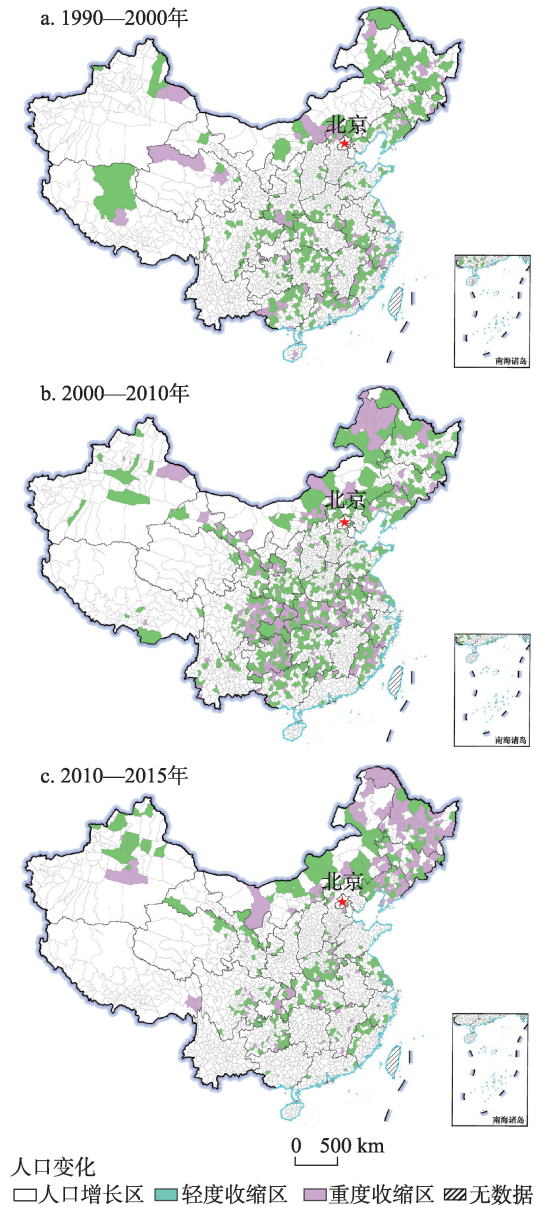 a. 1990—2000年
北京
南海诸岛
b. 2000—2010年
北京
南海诸岛
c. 2010—2015年
北京
南海诸岛
0 500 km
人口变化
人口增长区 轻度收缩区 重度收缩区 无数据